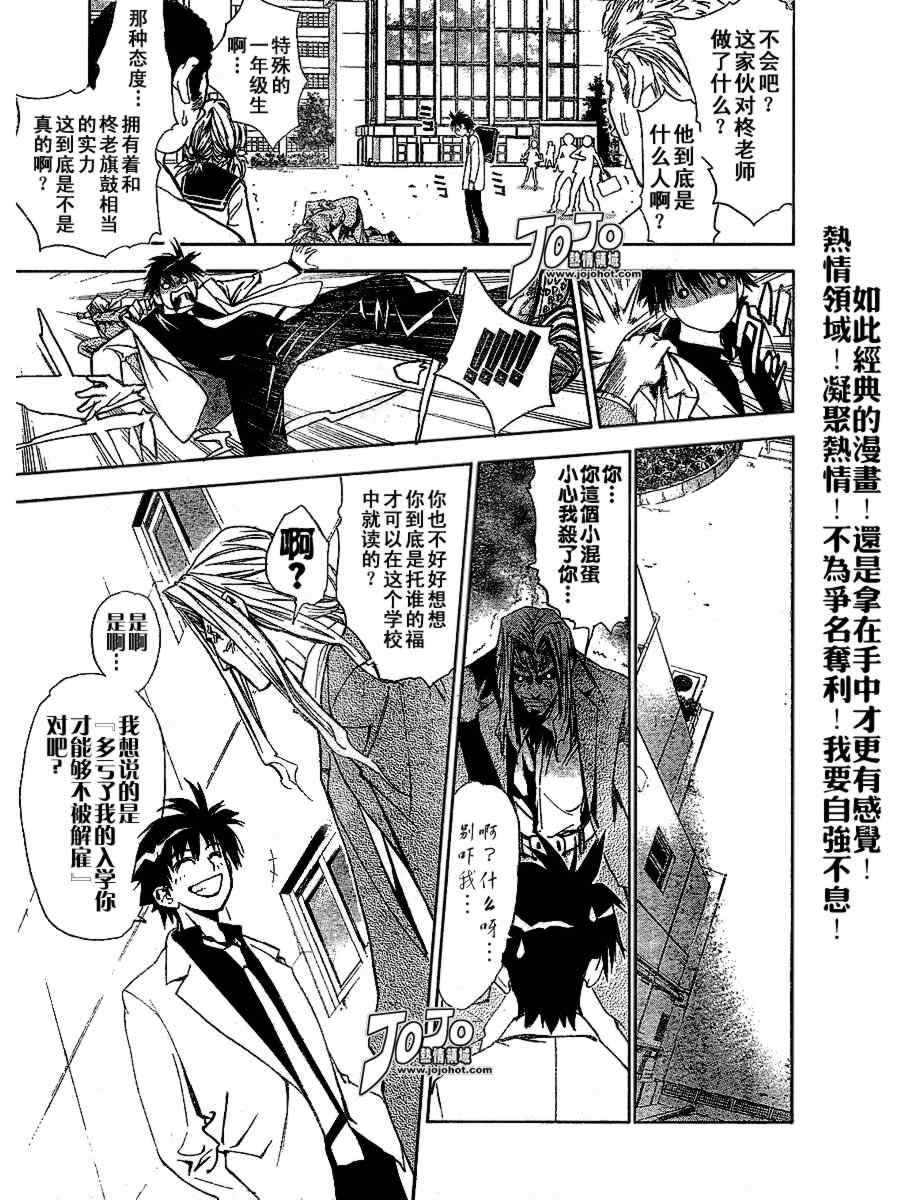 不会吧？
这家伙对柊老师
做了什么？
他到底是
什么人啊？
特殊的
一年级生
啊…
那种态度…
拥有着和
柊老旗鼓相当
的实力
这到底是不是
真的啊？
JOJO
熱情領域
www.jojohot.com
!!!!
你…
你這個小混蛋
小心我殺了你…
啊？什么呀…
别吓我…
你也不好好想想
你到底是托谁的福
才可以在这个学校
中就读的？
啊？
是啊
是啊…
我想说的是
『多亏了我的入学你
才能够不被解雇』
对吧？
JOJO
熱情領域
www.jojohot.com
如此經典的漫畫！還是拿在手中才更有感覺！
熱情領域！凝聚熱情！不為爭名奪利！我要自強不息！